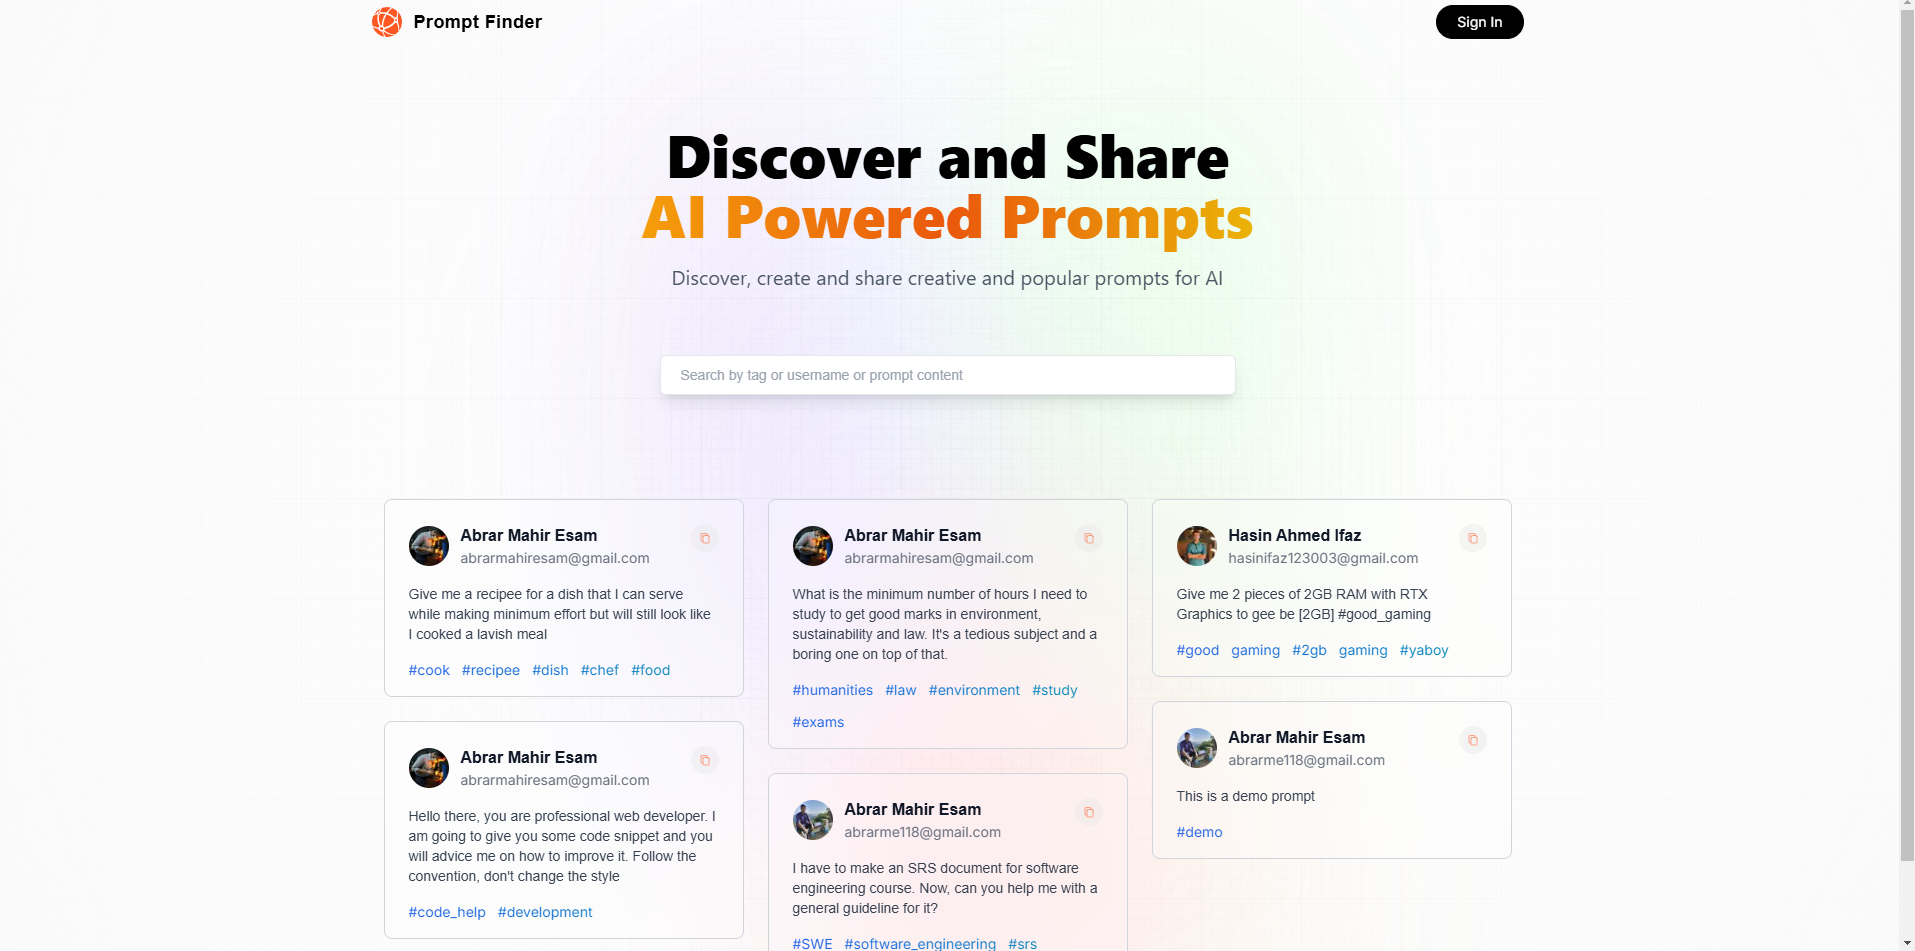 Prompt Finder
Sign In
Discover and Share
AI Powered Prompts
Discover, create and share creative and popular prompts for AI
Search by tag or username or prompt content
Abrar Mahir Esam
abrarmahiresam@gmail.com
Give me a recipee for a dish that I can serve
while making minimum effort but will still look like
I cooked a lavish meal
#cook #recipee #dish #chef #food
Abrar Mahir Esam
abrarmahiresam@gmail.com
Hello there, you are professional web developer. I
am going to give you some code snippet and you
will advice me on how to improve it. Follow the
convention, don't change the style
#code_help #development
Abrar Mahir Esam
abrarmahiresam@gmail.com
What is the minimum number of hours I need to
study to get good marks in environment,
sustainability and law. It's a tedious subject and a
boring one on top of that.
#humanities #law #environment #study
#exams
Abrar Mahir Esam
abrarme118@gmail.com
I have to make an SRS document for software
engineering course. Now, can you help me with a
general guideline for it?
#SWE #software_engineering #srs
Hasin Ahmed Ifaz
hasinifaz123003@gmail.com
Give me 2 pieces of 2GB RAM with RTX
Graphics to gee be [2GB] #good_gaming
#good gaming #2gb gaming #yaboy
Abrar Mahir Esam
abrarme118@gmail.com
This is a demo prompt
#demo